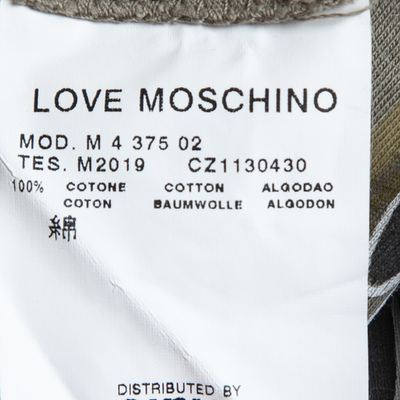 LOVE MOSCHINO
MOD. M 4 375 02
TES. M2019 CZ1130430
100% COTONE COTTON ALGODAO
COTON BAUMWOLLE ALGODON
綿
DISTRIBUTED BY